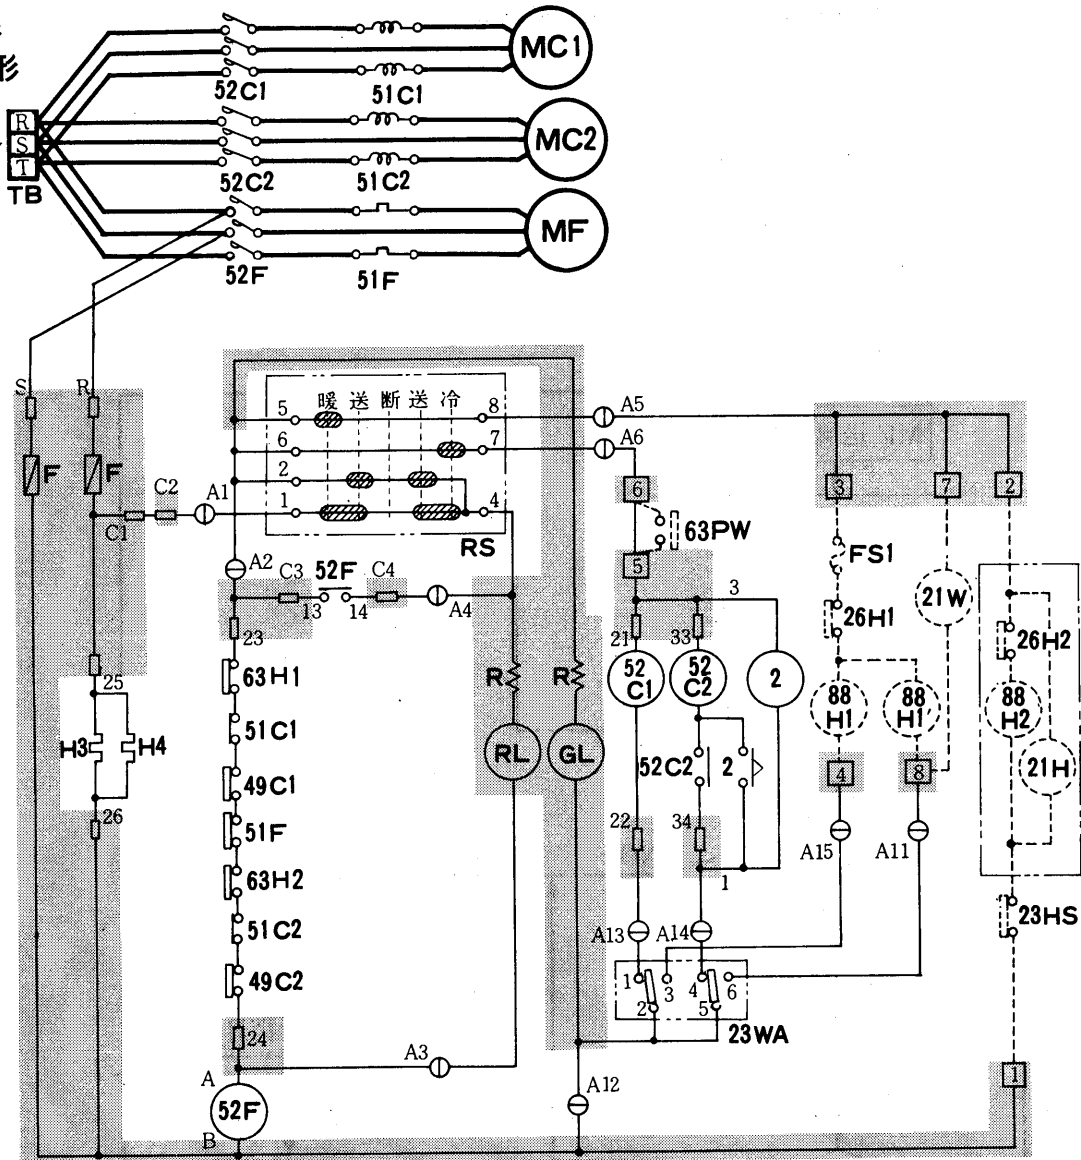 形
MC1
52C1 51C1
R
S
T
TB
MC2
52C2 51C2
MF
52F 51F
S R
暖 送 断 送 冷
5 8 A5
6 7 A6
2
1 4
RS
F F
C2 A1
C1
6
3 7 2
63PW
5
FS1
A2 C3 52F C4
13 14 A4
3
21W
26H1
26H2
23
21 33
63H1
52
C1
52
C2
2
25
R R
88
H1
88
H1'
88
H2
51C1
H3 H4
RL GL
52C2 2
21H
49C1
4 8
26
51F
22 34
A15 A11
63H2
1
23HS
51C2
A13 A14
1 3 4 6
2 5
49C2
23WA
24
A3
A12
1
A
52F
B